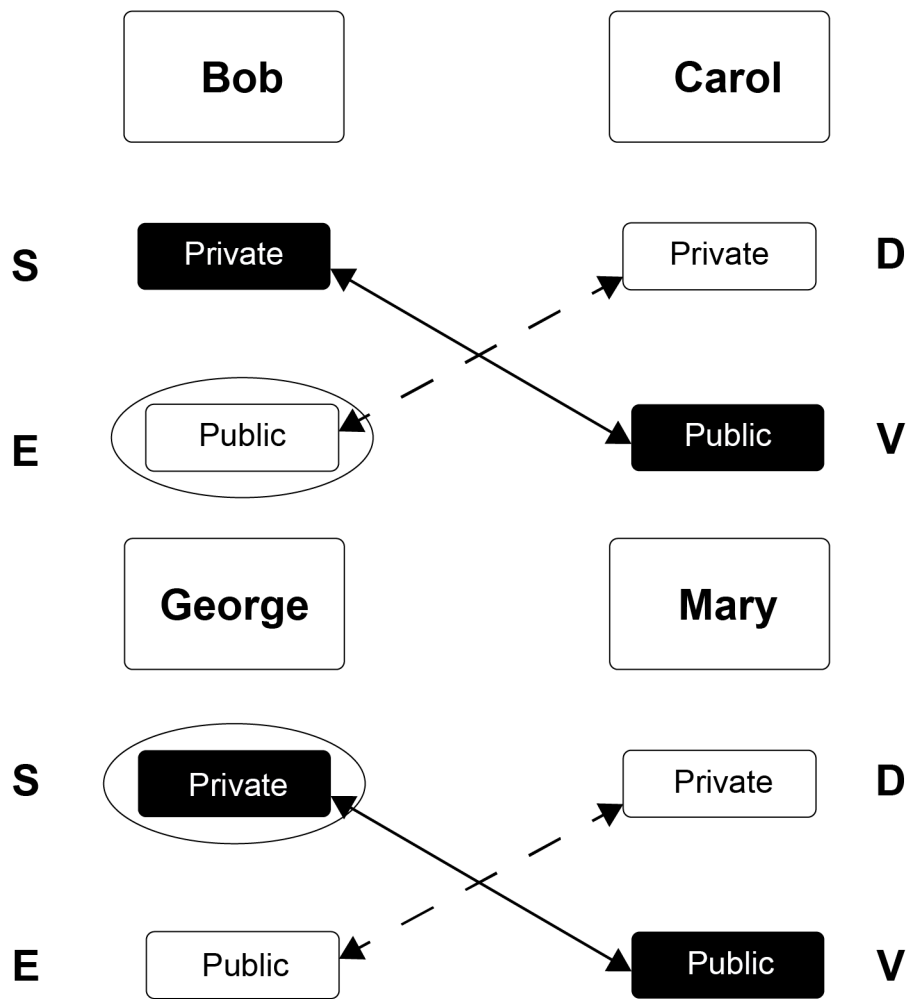 Bob Carol
S Private Private D
E Public Public V
George Mary
S Private Private D
E Public Public V